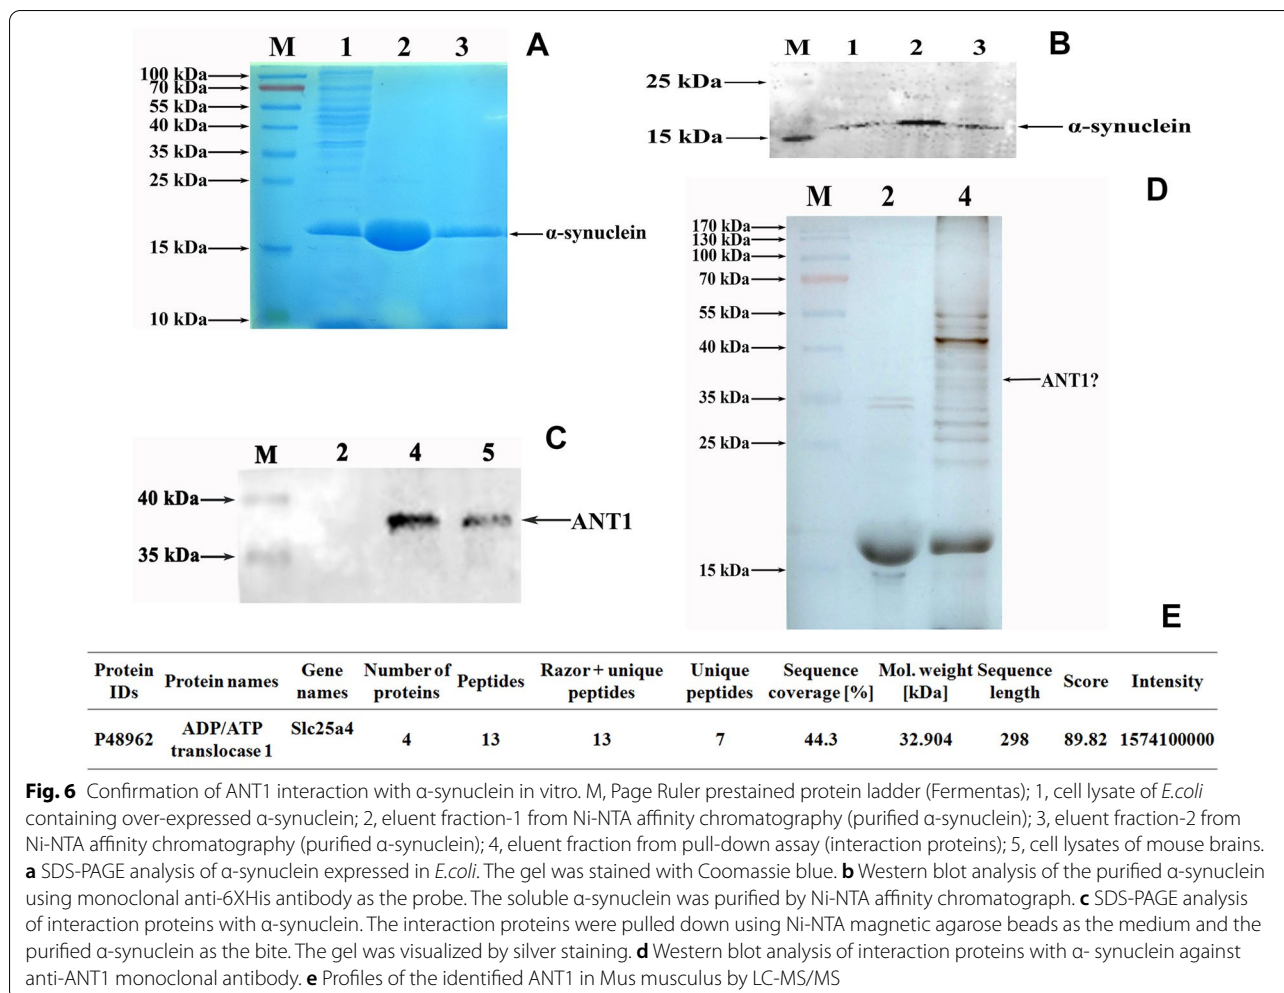 M 1 2 3 A
100 kDa
70 kDa
55 kDa
40 kDa
35 kDa
25 kDa
15 kDa
10 kDa
α-synuclein
M 1 2 3 B
25 kDa
15 kDa
α-synuclein
M 2 4 5 C
40 kDa
35 kDa
ANT1
M 2 4 D
170 kDa
130 kDa
100 kDa
70 kDa
55 kDa
40 kDa
35 kDa
25 kDa
15 kDa
ANT1?
E
Protein IDs Protein names Gene names Number of proteins Peptides Razor + unique peptides Unique peptides Sequence coverage [%] Mol. weight [kDa] Sequence length Score Intensity
P48962 ADP/ATP translocase 1 Slc25a4 4 13 13 7 44.3 32.904 298 89.82 1574100000
Fig. 6 Confirmation of ANT1 interaction with α-synuclein in vitro. M, Page Ruler prestained protein ladder (Fermentas); 1, cell lysate of E.coli
containing over-expressed α-synuclein; 2, eluent fraction-1 from Ni-NTA affinity chromatography (purified α-synuclein); 3, eluent fraction-2 from
Ni-NTA affinity chromatography (purified α-synuclein); 4, eluent fraction from pull-down assay (interaction proteins); 5, cell lysates of mouse brains.
a SDS-PAGE analysis of α-synuclein expressed in E.coli. The gel was stained with Coomassie blue. b Western blot analysis of the purified α-synuclein
using monoclonal anti-6XHis antibody as the probe. The soluble α-synuclein was purified by Ni-NTA affinity chromatograph. c SDS-PAGE analysis
of interaction proteins with α-synuclein. The interaction proteins were pulled down using Ni-NTA magnetic agarose beads as the medium and the
purified α-synuclein as the bite. The gel was visualized by silver staining. d Western blot analysis of interaction proteins with α- synuclein against
anti-ANT1 monoclonal antibody. e Profiles of the identified ANT1 in Mus musculus by LC-MS/MS